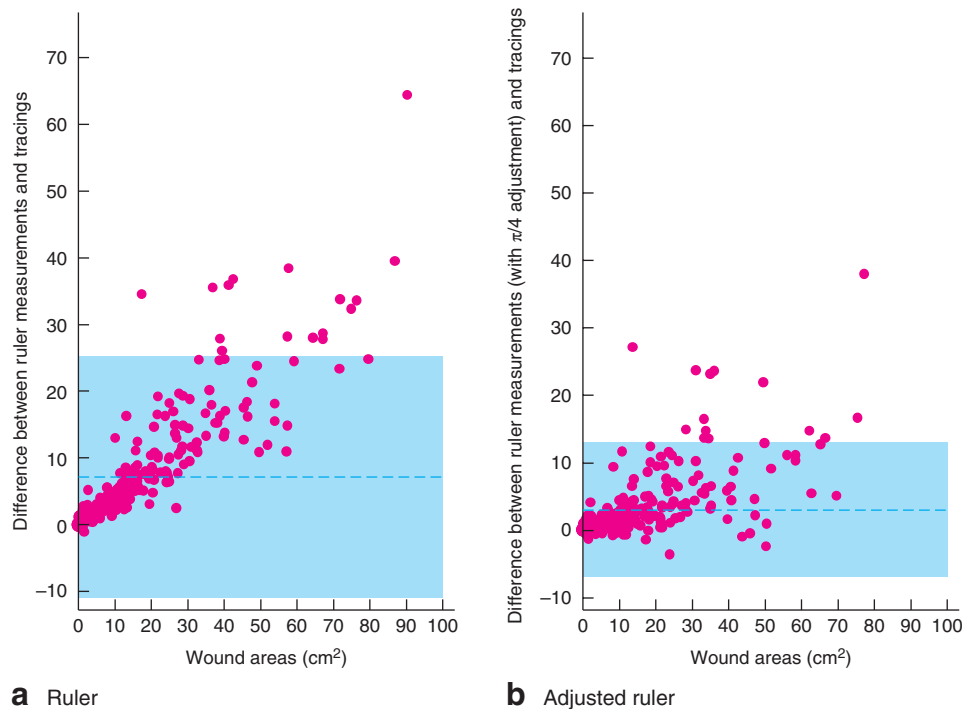 Difference between ruler measurements and tracings
70
60
50
40
30
20
10
0
–10
0 10 20 30 40 50 60 70 80 90 100
Wound areas (cm²)
a Ruler
Difference between ruler measurements (with π/4 adjustment) and tracings
70
60
50
40
30
20
10
0
–10
0 10 20 30 40 50 60 70 80 90 100
Wound areas (cm²)
b Adjusted ruler